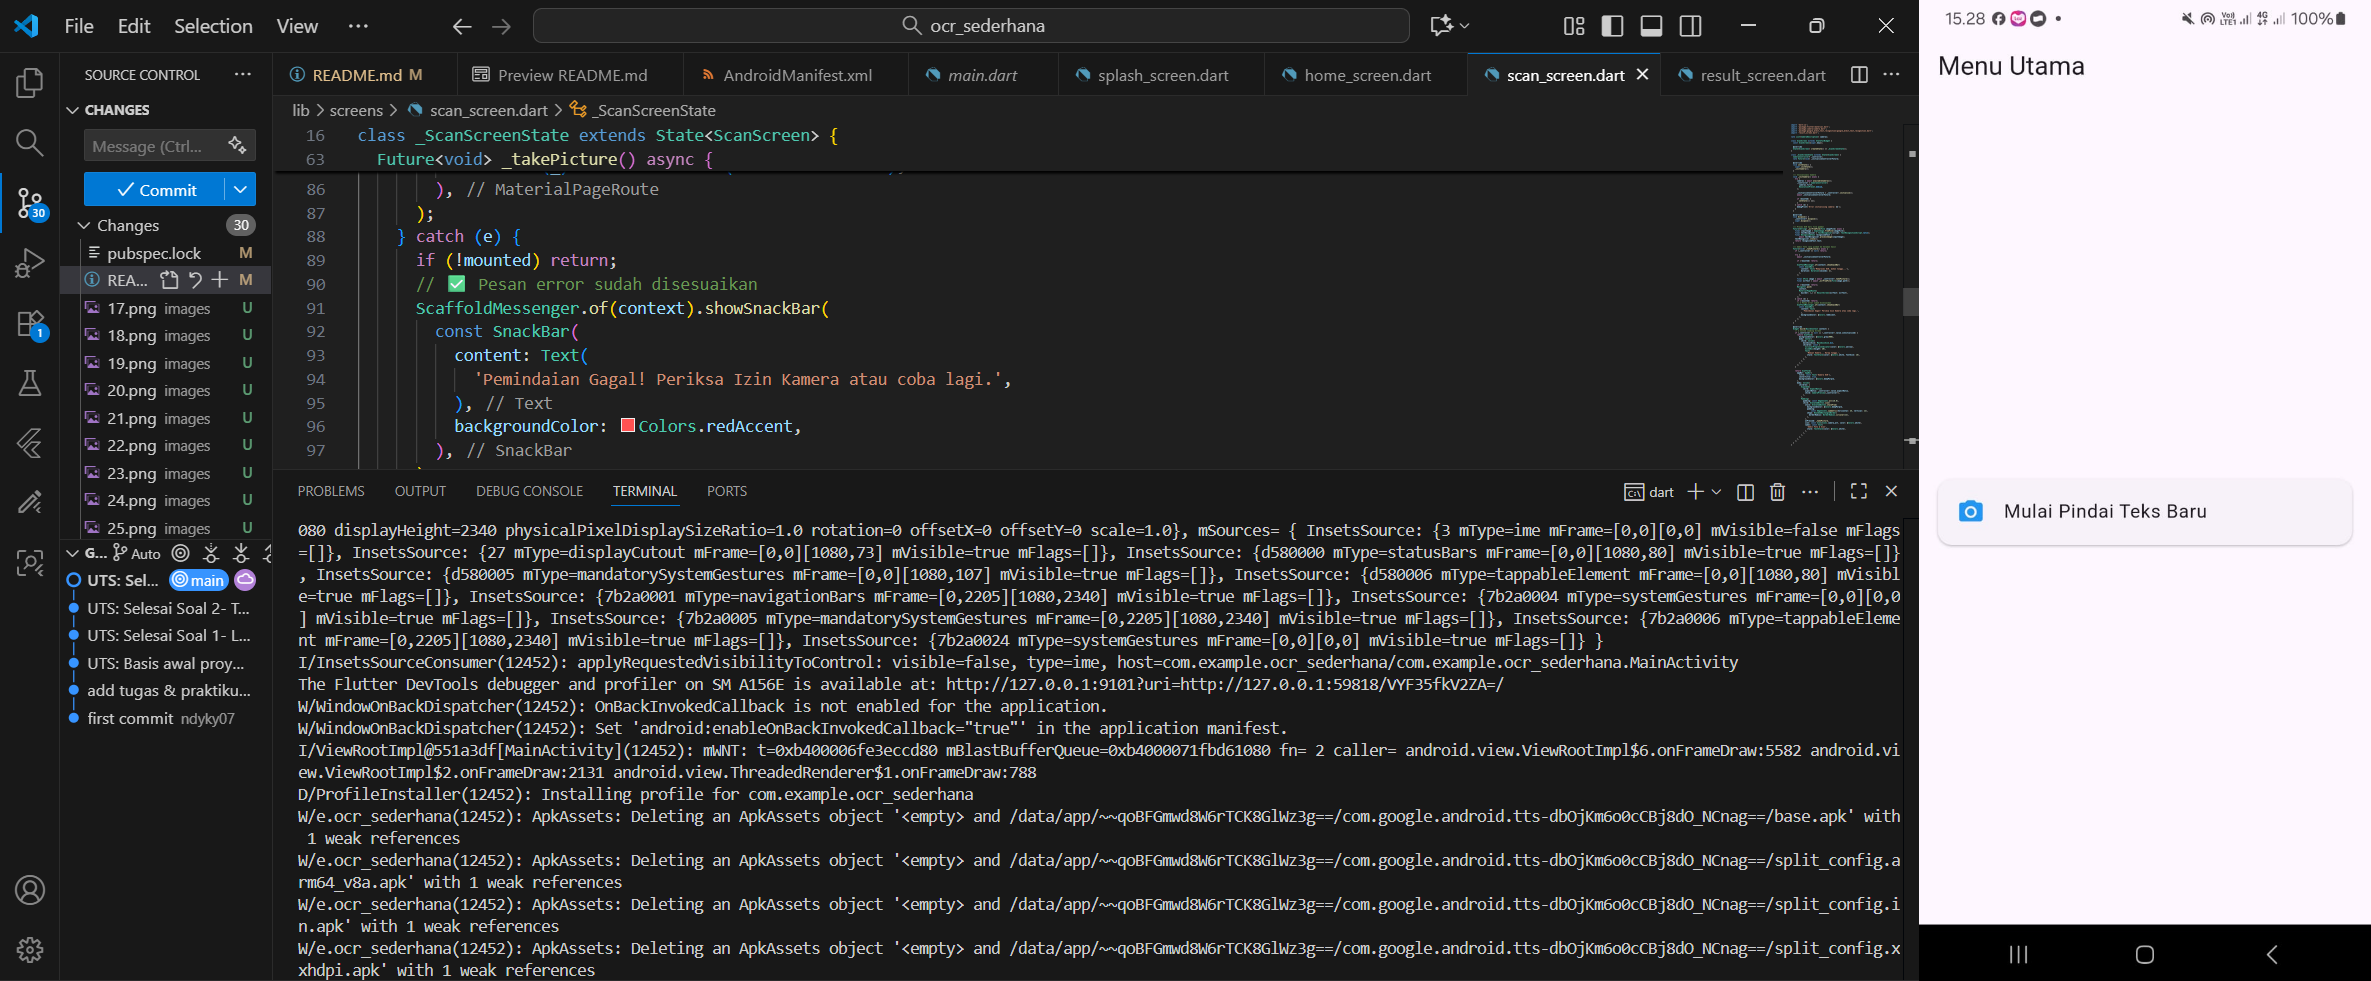 File Edit Selection View ··· ocr_sederhana
SOURCE CONTROL ···
CHANGES
Message (Ctrl...
Commit
Changes 30
pubspec.lock M
REA... M
17.png images U
18.png images U
19.png images U
20.png images U
21.png images U
22.png images U
23.png images U
24.png images U
25.png images U
G... Auto
UTS: Sel... main
UTS: Selesai Soal 2- T...
UTS: Selesai Soal 1- L...
UTS: Basis awal proy...
add tugas & praktiku...
first commit ndyky07
30
1
README.md M Preview README.md AndroidManifest.xml main.dart splash_screen.dart home_screen.dart scan_screen.dart result_screen.dart ···
lib > screens > scan_screen.dart > _ScanScreenState
16 class _ScanScreenState extends State<ScanScreen> {
63 Future<void> _takePicture() async {
86 ), // MaterialPageRoute
87 );
88 } catch (e) {
89 if (!mounted) return;
90 // ✅ Pesan error sudah disesuaikan
91 ScaffoldMessenger.of(context).showSnackBar(
92 const SnackBar(
93 content: Text(
94 'Pemindaian Gagal! Periksa Izin Kamera atau coba lagi.',
95 ), // Text
96 backgroundColor: Colors.redAccent,
97 ), // SnackBar
PROBLEMS OUTPUT DEBUG CONSOLE TERMINAL PORTS dart ···
080 displayHeight=2340 physicalPixelDisplaySizeRatio=1.0 rotation=0 offsetX=0 offsetY=0 scale=1.0}, mSources= { InsetsSource: {3 mType=ime mFrame=[0,0][0,0] mVisible=false mFlags
=[]}, InsetsSource: {27 mType=displayCutout mFrame=[0,0][1080,73] mVisible=true mFlags=[]}, InsetsSource: {d580000 mType=statusBars mFrame=[0,0][1080,80] mVisible=true mFlags=[]}
, InsetsSource: {d580005 mType=mandatorySystemGestures mFrame=[0,0][1080,107] mVisible=true mFlags=[]}, InsetsSource: {d580006 mType=tappableElement mFrame=[0,0][1080,80] mVisibl
e=true mFlags=[]}, InsetsSource: {7b2a0001 mType=navigationBars mFrame=[0,2205][1080,2340] mVisible=true mFlags=[]}, InsetsSource: {7b2a0004 mType=systemGestures mFrame=[0,0][0,0
] mVisible=true mFlags=[]}, InsetsSource: {7b2a0005 mType=mandatorySystemGestures mFrame=[0,2205][1080,2340] mVisible=true mFlags=[]}, InsetsSource: {7b2a0006 mType=tappableEleme
nt mFrame=[0,2205][1080,2340] mVisible=true mFlags=[]}, InsetsSource: {7b2a0024 mType=systemGestures mFrame=[0,0][0,0] mVisible=true mFlags=[]} }
I/InsetsSourceConsumer(12452): applyRequestedVisibilityToControl: visible=false, type=ime, host=com.example.ocr_sederhana/com.example.ocr_sederhana.MainActivity
The Flutter DevTools debugger and profiler on SM A156E is available at: http://127.0.0.1:9101?uri=http://127.0.0.1:59818/VYF35fkV2ZA=/
W/WindowOnBackDispatcher(12452): OnBackInvokedCallback is not enabled for the application.
W/WindowOnBackDispatcher(12452): Set 'android:enableOnBackInvokedCallback="true"' in the application manifest.
I/ViewRootImpl@551a3df[MainActivity](12452): mWNT: t=0xb400006fe3eccd80 mBlastBufferQueue=0xb4000071fbd61080 fn= 2 caller= android.view.ViewRootImpl$6.onFrameDraw:5582 android.vi
ew.ViewRootImpl$2.onFrameDraw:2131 android.view.ThreadedRenderer$1.onFrameDraw:788
D/ProfileInstaller(12452): Installing profile for com.example.ocr_sederhana
W/e.ocr_sederhana(12452): ApkAssets: Deleting an ApkAssets object '<empty> and /data/app/~~qoBFGmwd8W6rTCK8GlWz3g==/com.google.android.tts-dbOjKm6o0cCBj8dO_NCnag==/base.apk' with
1 weak references
W/e.ocr_sederhana(12452): ApkAssets: Deleting an ApkAssets object '<empty> and /data/app/~~qoBFGmwd8W6rTCK8GlWz3g==/com.google.android.tts-dbOjKm6o0cCBj8dO_NCnag==/split_config.a
rm64_v8a.apk' with 1 weak references
W/e.ocr_sederhana(12452): ApkAssets: Deleting an ApkAssets object '<empty> and /data/app/~~qoBFGmwd8W6rTCK8GlWz3g==/com.google.android.tts-dbOjKm6o0cCBj8dO_NCnag==/split_config.i
n.apk' with 1 weak references
W/e.ocr_sederhana(12452): ApkAssets: Deleting an ApkAssets object '<empty> and /data/app/~~qoBFGmwd8W6rTCK8GlWz3g==/com.google.android.tts-dbOjKm6o0cCBj8dO_NCnag==/split_config.x
xhdpi.apk' with 1 weak references
15.28 100%
Menu Utama
Mulai Pindai Teks Baru